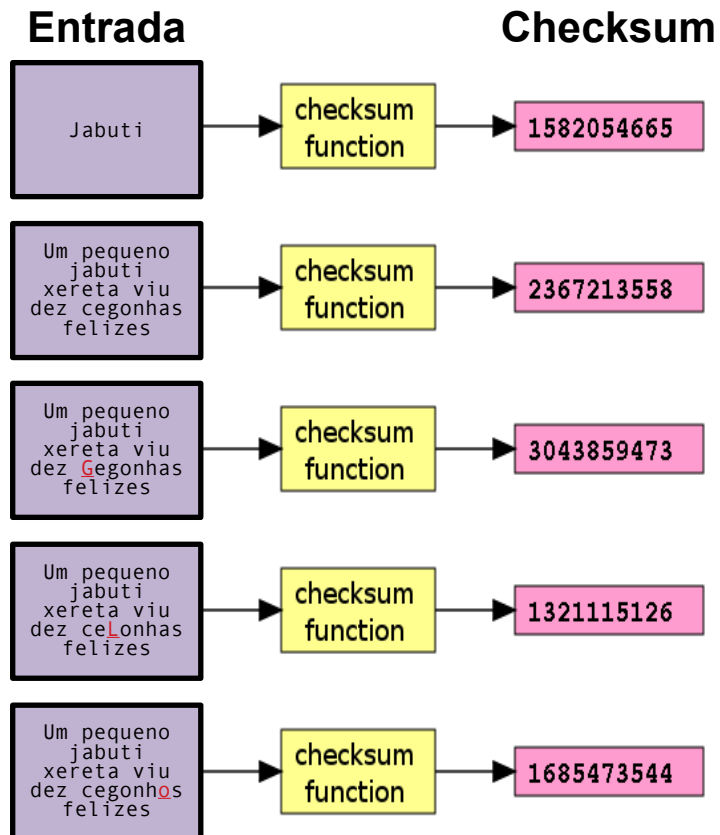 Entrada
Checksum
Jabuti
checksum
function
1582054665
Um pequeno
jabuti
xereta viu
dez cegonhas
felizes
checksum
function
2367213558
Um pequeno
jabuti
xereta viu
dez Gegonhas
felizes
checksum
function
3043859473
Um pequeno
jabuti
xereta viu
dez ceLonhas
felizes
checksum
function
1321115126
Um pequeno
jabuti
xereta viu
dez cegonhos
felizes
checksum
function
1685473544